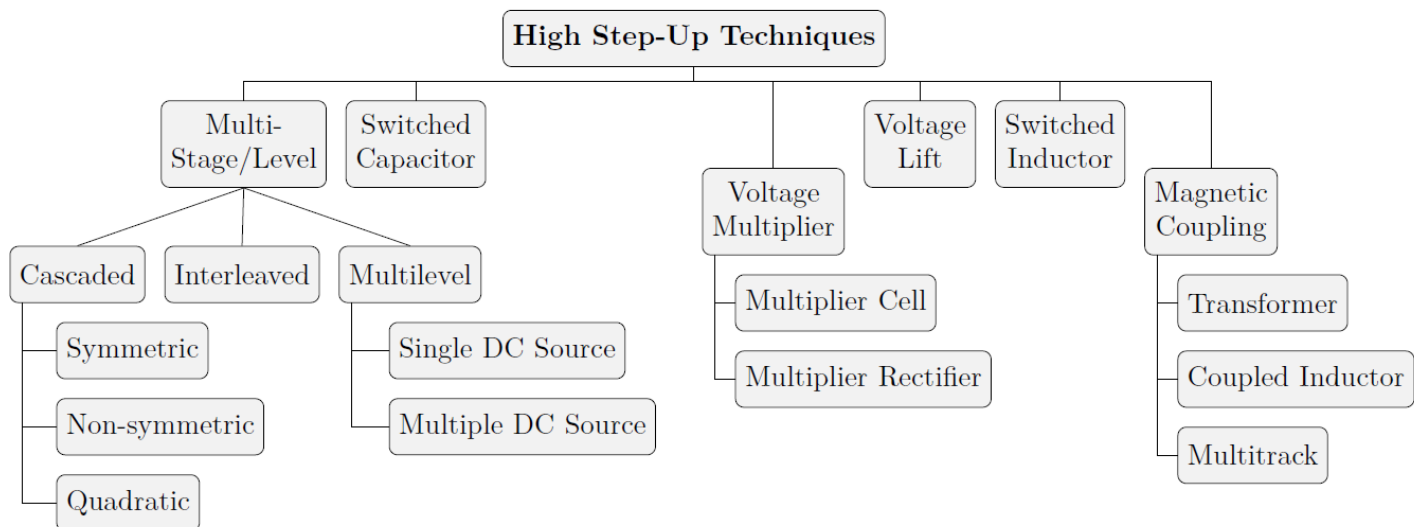 High Step-Up Techniques
Multi-
Stage/Level
Switched
Capacitor
Voltage
Multiplier
Voltage
Lift
Switched
Inductor
Magnetic
Coupling
Cascaded
Interleaved
Multilevel
Symmetric
Non-symmetric
Quadratic
Single DC Source
Multiple DC Source
Multiplier Cell
Multiplier Rectifier
Transformer
Coupled Inductor
Multitrack